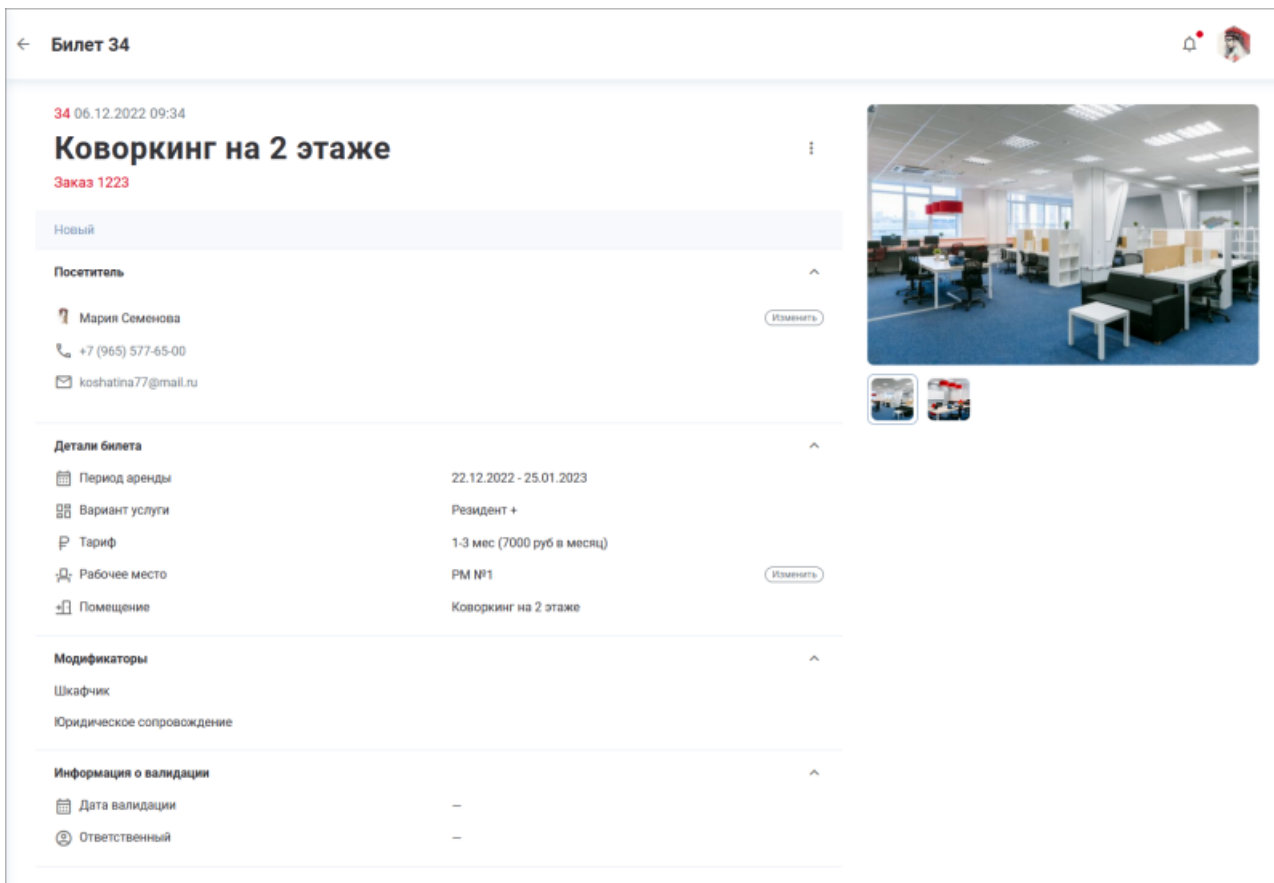 Билет 34
34 06.12.2022 09:34
Коворкинг на 2 этаже
Заказ 1223
Новый
Посетитель
Мария Семенова
Изменить
+7 (965) 577-65-00
koshatina77@mail.ru
Детали билета
Период аренды 22.12.2022 - 25.01.2023
Вариант услуги Резидент +
Тариф 1-3 мес (7000 руб в месяц)
Рабочее место РМ №1 Изменить
Помещение Коворкинг на 2 этаже
Модификаторы
Шкафчик
Юридическое сопровождение
Информация о валидации
Дата валидации —
Ответственный —